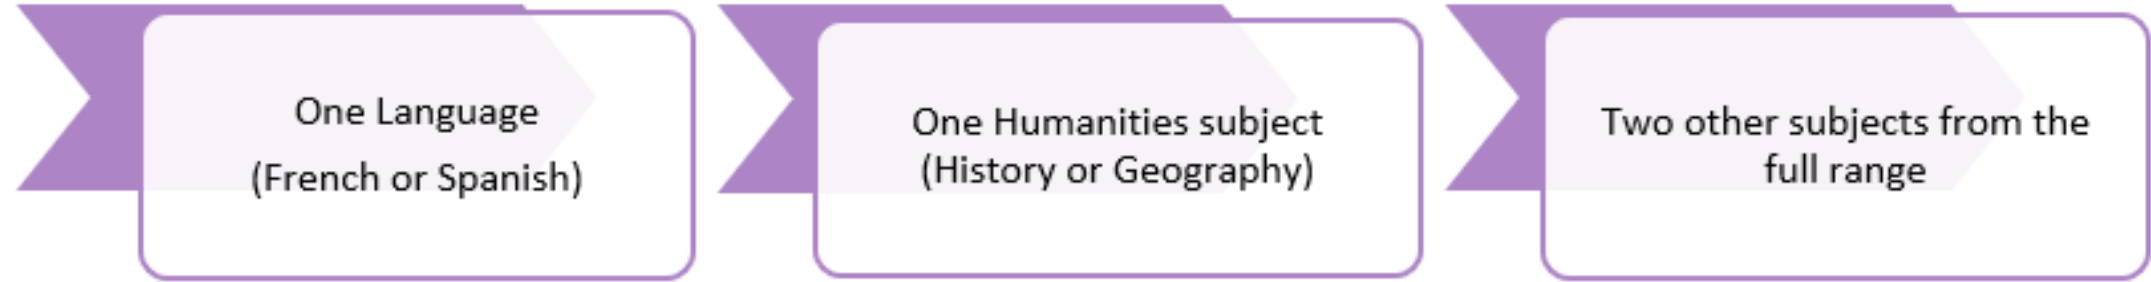 One Language
(French or Spanish)
One Humanities subject
(History or Geography)
Two other subjects from the
full range